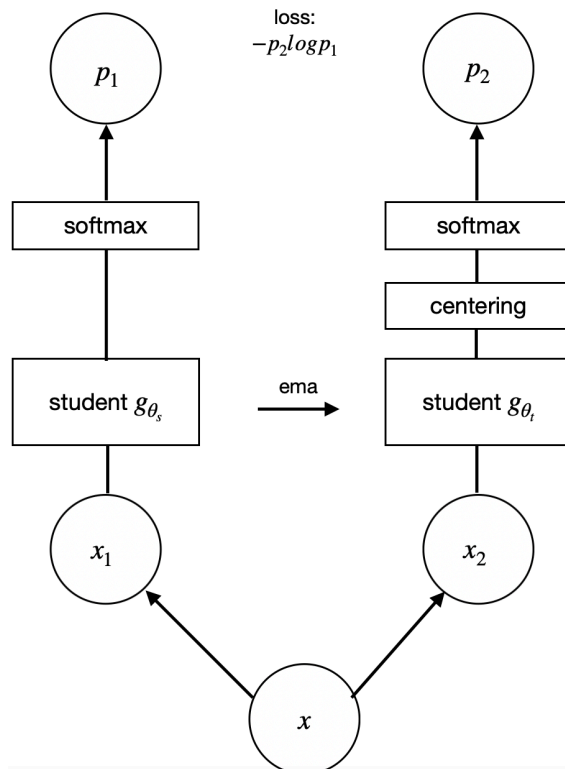 loss:
−p₂logp₁
p₁
p₂
softmax
softmax
centering
student g_θₛ
ema
student g_θₜ
x₁
x₂
x